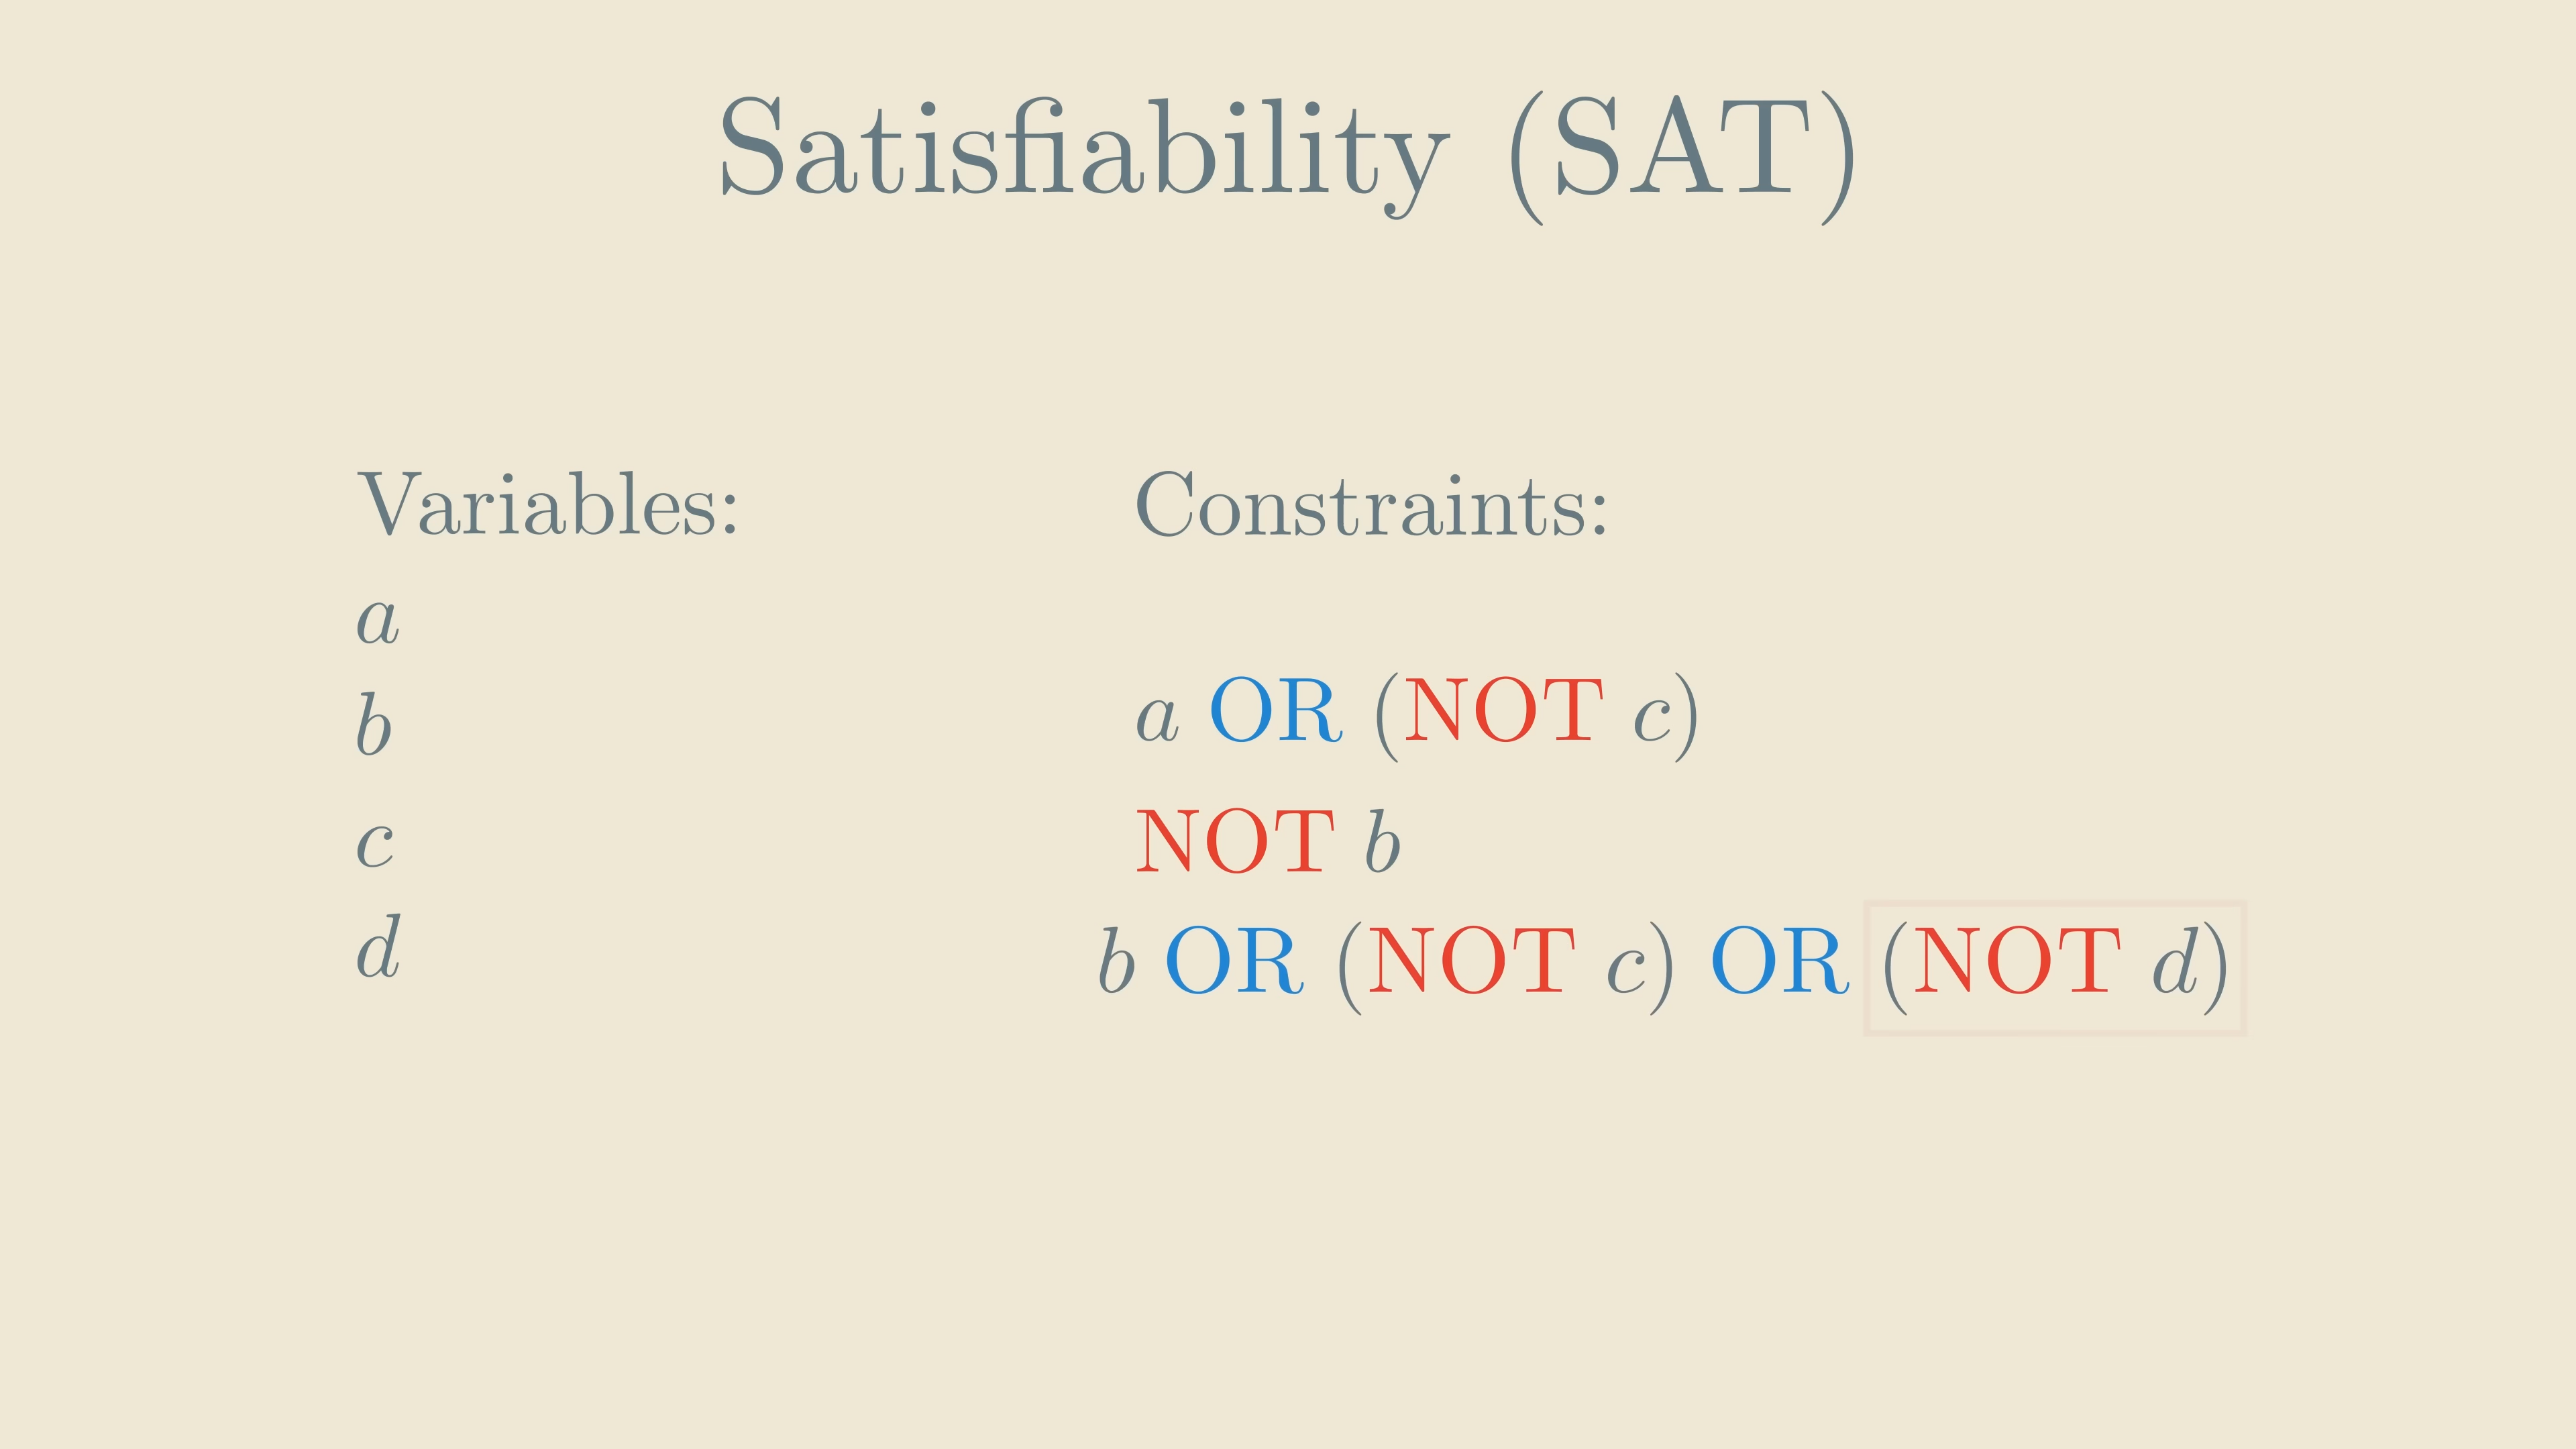 Satisfiability (SAT)
Variables:
a
b
c
d
Constraints:
a OR (NOT c)
NOT b
b OR (NOT c) OR (NOT d)